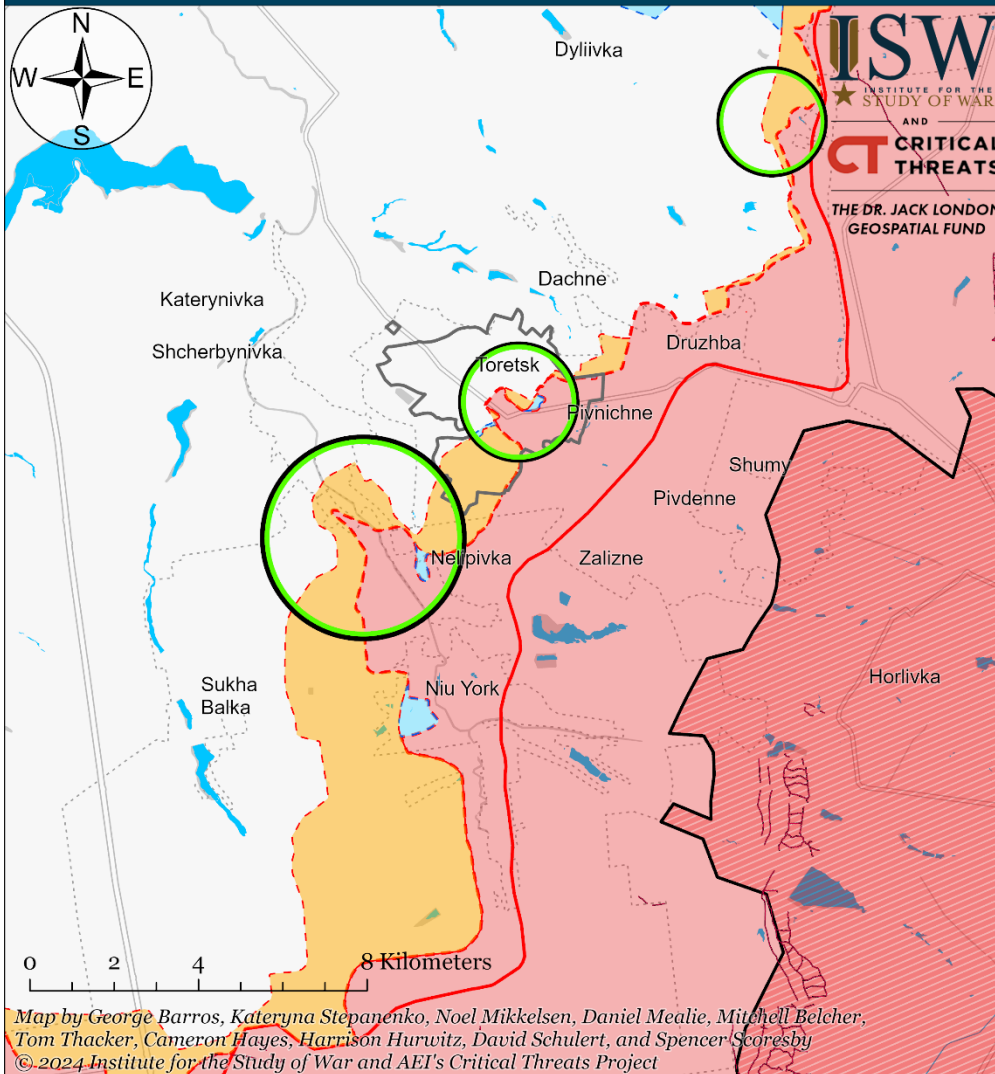 N
W E
S
Dyliivka
ISW
INSTITUTE FOR THE
STUDY OF WAR
AND
CT CRITICAL
THREATS
THE DR. JACK LONDON
GEOSPATIAL FUND
Dachne
Katerynivka
Shcherbynivka
Druzhba
Toretsk
Pivnichne
Shumy
Pivdenne
Nelipivka
Zalizne
Horlivka
Sukha
Balka
Niu York
0 2 4 8 Kilometers
Map by George Barros, Kateryna Stepanenko, Noel Mikkelsen, Daniel Mealie, Mitchell Belcher,
Tom Thacker, Cameron Hayes, Harrison Hurwitz, David Schulert, and Spencer Scoresby
© 2024 Institute for the Study of War and AEI's Critical Threats Project